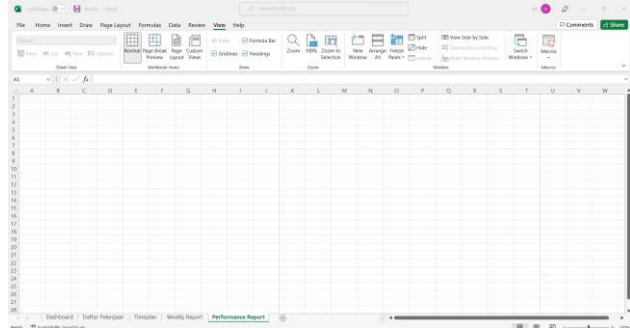 File Home Insert Draw Page Layout Formulas Data Review View Help
Comments Share
Normal Page Break Preview Page Layout Custom Views
Formula Bar
Gridlines Headings
Zoom 100% Zoom to Selection
New Window Arrange All Freeze Panes
Split
Hide
View Side by Side
Switch Windows
Macros
Sheet View Workbook Views Show Zoom Window Macros
A1 fx
A B C D E F G H I J K L M N O P Q R S T U V W
1
2
3
4
5
6
7
8
9
10
11
12
13
14
15
16
17
18
19
20
21
22
23
24
25
26
27
28
Dashboard Daftar Pekerjaan Timeplan Weekly Report Performance Report